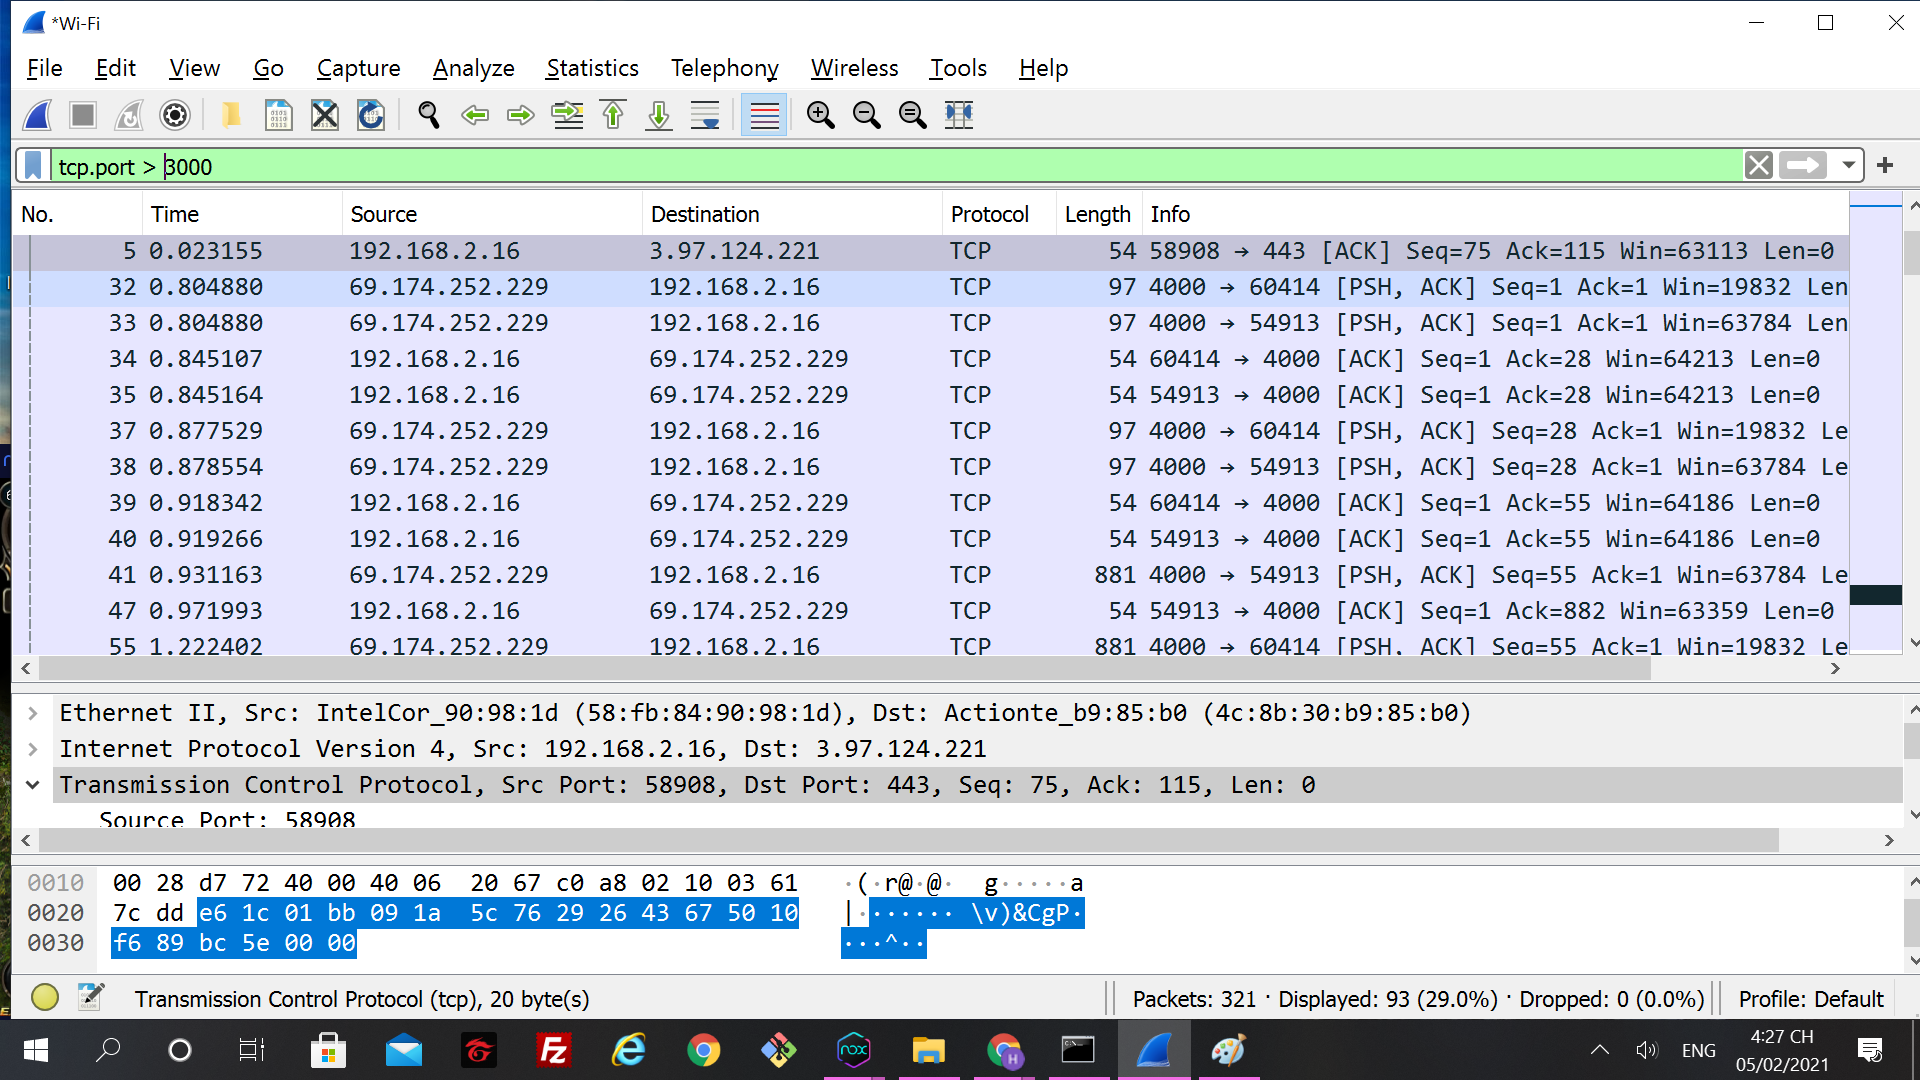 *Wi-Fi
File Edit View Go Capture Analyze Statistics Telephony Wireless Tools Help
tcp.port > 3000
No. Time Source Destination Protocol Length Info
5 0.023155 192.168.2.16 3.97.124.221 TCP 54 58908 → 443 [ACK] Seq=75 Ack=115 Win=63113 Len=0
32 0.804880 69.174.252.229 192.168.2.16 TCP 97 4000 → 60414 [PSH, ACK] Seq=1 Ack=1 Win=19832 Len
33 0.804880 69.174.252.229 192.168.2.16 TCP 97 4000 → 54913 [PSH, ACK] Seq=1 Ack=1 Win=63784 Len
34 0.845107 192.168.2.16 69.174.252.229 TCP 54 60414 → 4000 [ACK] Seq=1 Ack=28 Win=64213 Len=0
35 0.845164 192.168.2.16 69.174.252.229 TCP 54 54913 → 4000 [ACK] Seq=1 Ack=28 Win=64213 Len=0
37 0.877529 69.174.252.229 192.168.2.16 TCP 97 4000 → 60414 [PSH, ACK] Seq=28 Ack=1 Win=19832 Le
38 0.878554 69.174.252.229 192.168.2.16 TCP 97 4000 → 54913 [PSH, ACK] Seq=28 Ack=1 Win=63784 Le
39 0.918342 192.168.2.16 69.174.252.229 TCP 54 60414 → 4000 [ACK] Seq=1 Ack=55 Win=64186 Len=0
40 0.919266 192.168.2.16 69.174.252.229 TCP 54 54913 → 4000 [ACK] Seq=1 Ack=55 Win=64186 Len=0
41 0.931163 69.174.252.229 192.168.2.16 TCP 881 4000 → 54913 [PSH, ACK] Seq=55 Ack=1 Win=63784 Le
47 0.971993 192.168.2.16 69.174.252.229 TCP 54 54913 → 4000 [ACK] Seq=1 Ack=882 Win=63359 Len=0
55 1.222402 69.174.252.229 192.168.2.16 TCP 881 4000 → 60414 [PSH, ACK] Seq=55 Ack=1 Win=19832 Le
Ethernet II, Src: IntelCor_90:98:1d (58:fb:84:90:98:1d), Dst: Actionte_b9:85:b0 (4c:8b:30:b9:85:b0)
Internet Protocol Version 4, Src: 192.168.2.16, Dst: 3.97.124.221
Transmission Control Protocol, Src Port: 58908, Dst Port: 443, Seq: 75, Ack: 115, Len: 0
Source Port: 58908
0010 00 28 d7 72 40 00 40 06 20 67 c0 a8 02 10 03 61 ·(·r@·@· g·····a
0020 7c dd e6 1c 01 bb 09 1a 5c 76 29 26 43 67 50 10 |······· \v)&CgP·
0030 f6 89 bc 5e 00 00 ···^··
Transmission Control Protocol (tcp), 20 byte(s)
Packets: 321 · Displayed: 93 (29.0%) · Dropped: 0 (0.0%)
Profile: Default
Fz
nox
H
ENG
4:27 CH
05/02/2021